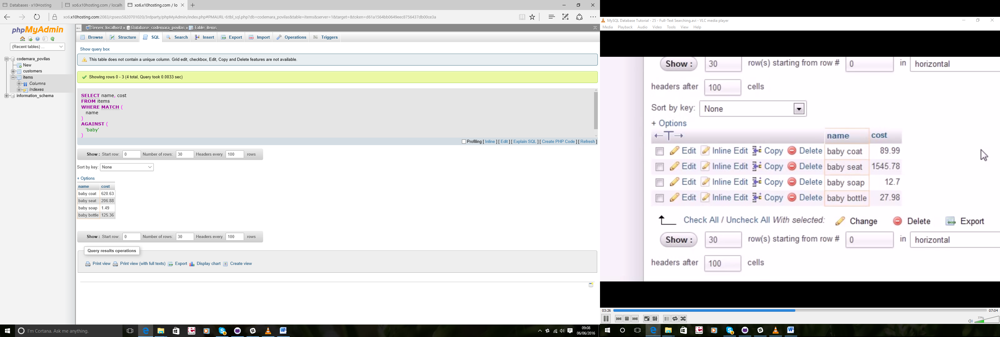 Databases - x10Hosting
xo6.x10hosting.com / localh
xo6.x10hosting.com / lo
xo6.x10hosting.com:2083/cpsess5820701020/3rdparty/phpMyAdmin/index.php#PMAURL-6:tbl_sql.php?db=codemara_povilas&table=items&server=1&target=&token=d61a1564bb0649eec8756437db00ce3a
phpMyAdmin
(Recent tables) ...
codemara_povilas
New
customers
items
Columns
Indexes
information_schema
Server: localhost » Database: codemara_povilas » Table: items
Browse Structure SQL Search Insert Export Import Operations Triggers
Show query box
This table does not contain a unique column. Grid edit, checkbox, Edit, Copy and Delete features are not available.
Showing rows 0 - 3 (4 total, Query took 0.0033 sec)
SELECT name, cost
FROM items
WHERE MATCH (
name
)
AGAINST (
'baby'
)
Profiling [ Inline ] [ Edit ] [ Explain SQL ] [ Create PHP Code ] [ Refresh ]
Show : Start row: 0 Number of rows: 30 Headers every 100 rows
Sort by key: None
+ Options
name cost
baby coat 620.63
baby seat 206.88
baby soap 1.49
baby bottle 125.36
Show : Start row: 0 Number of rows: 30 Headers every 100 rows
Query results operations
Print view Print view (with full texts) Export Display chart Create view
I'm Cortana. Ask me anything.
09:08
06/06/2016
MySQL Database Tutorial - 25 - Full-Text Searching.avi - VLC media player
Media Playback Audio Video Tools View Help
Show : 30 row(s) starting from row # 0 in horizontal
headers after 100 cells
Sort by key: None
+ Options
←T→ name cost
Edit Inline Edit Copy Delete baby coat 89.99
Edit Inline Edit Copy Delete baby seat 1545.78
Edit Inline Edit Copy Delete baby soap 12.7
Edit Inline Edit Copy Delete baby bottle 27.98
Check All / Uncheck All With selected: Change Delete Export
Show : 30 row(s) starting from row # 0 in horizontal
headers after 100 cells
03:26 07:04
77%